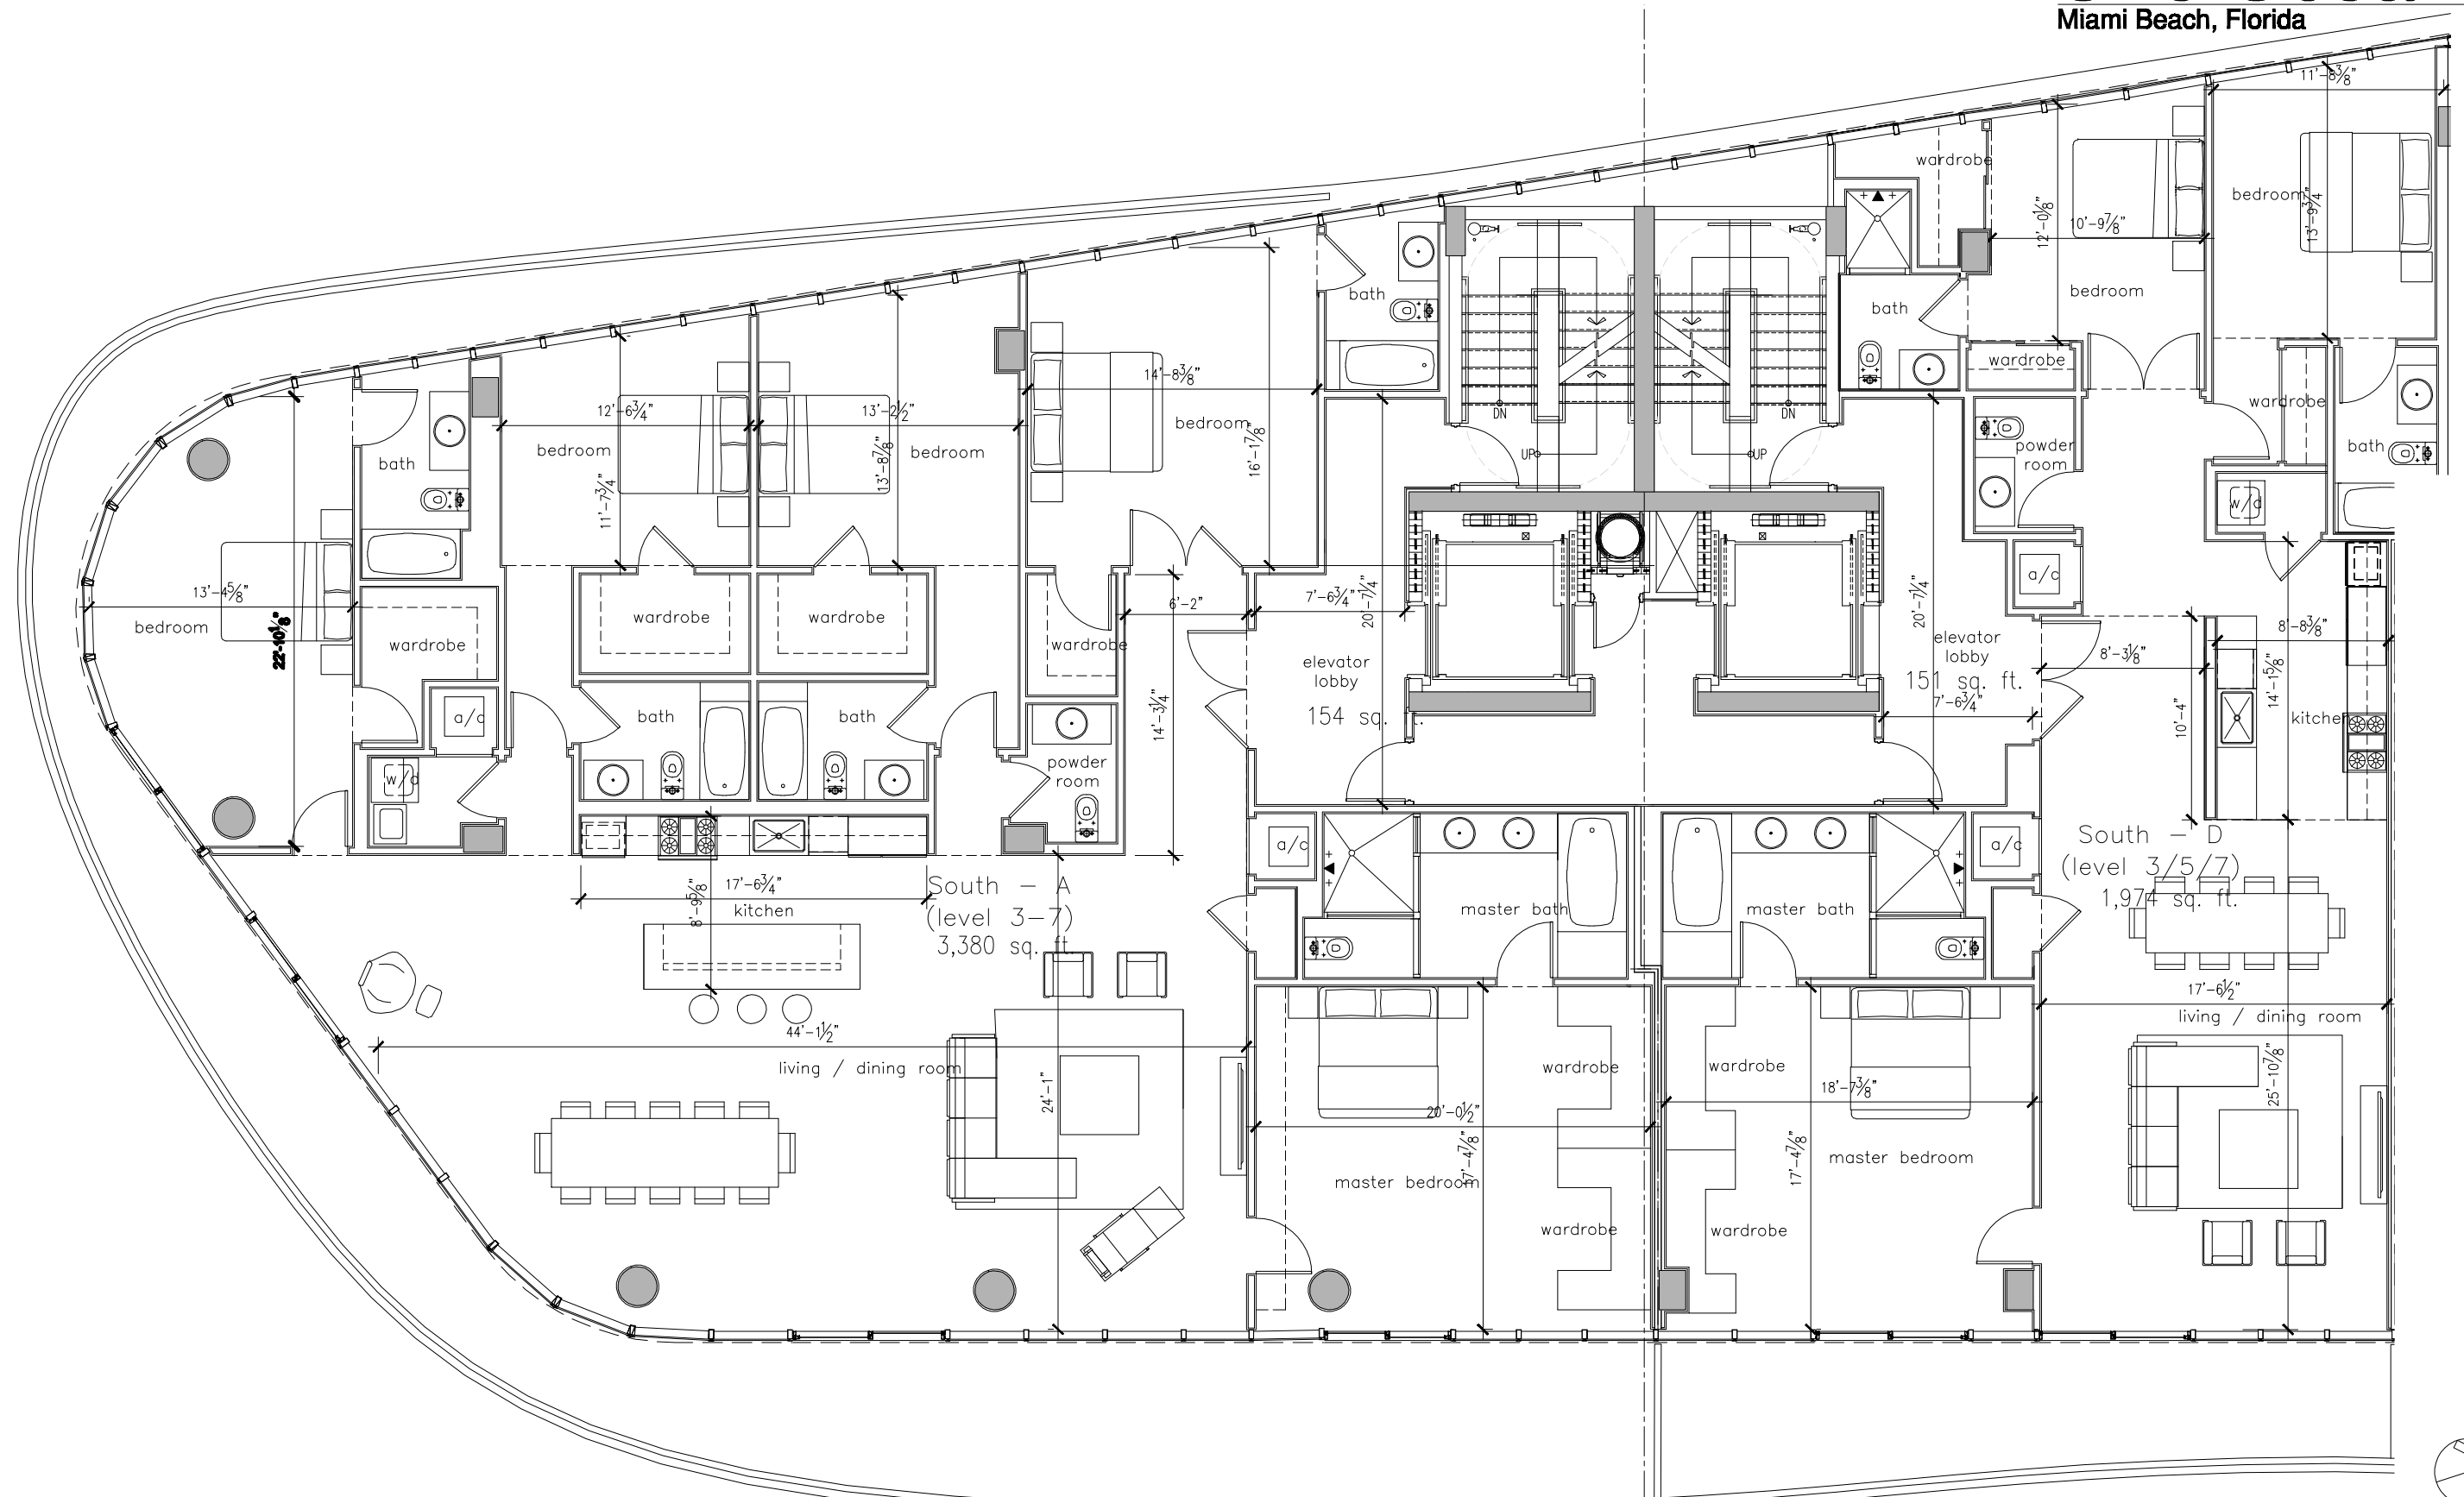 Miami Beach, Florida
11'-8⅜"
wardrobe
bedroom
13'-9¾"
12'-0⅛"
10'-9⅞"
bedroom
bath
bath
wardrobe
14'-8⅜"
bedroom
16'-1⅞"
12'-6¾"
bedroom
11'-7¾"
13'-2½"
13'-8⅞"
bedroom
DN
DN
UP
UP
wardrobe
powder
room
bath
bath
w/d
a/c
13'-4⅝"
bedroom
22'-10⅛"
wardrobe
wardrobe
wardrobe
wardrobe
6'-2"
7'-6¾"
20'-7¼"
20'-7¼"
elevator
lobby
154 sq. ft.
elevator
lobby
151 sq. ft.
7'-6¾"
8'-3⅛"
8'-8⅜"
14'-1⅝"
10'-4"
kitchen
a/c
bath
bath
14'-3¼"
w/d
powder
room
South - A
(level 3-7)
3,380 sq. ft.
17'-6¾"
kitchen
8'-9⅝"
a/c
master bath
master bath
a/c
South - D
(level 3/5/7)
1,974 sq. ft.
17'-6½"
living / dining room
44'-1½"
living / dining room
24'-1"
wardrobe
wardrobe
18'-7⅜"
20'-0½"
17'-4⅞"
17'-4⅞"
25'-10⅞"
master bedroom
master bedroom
wardrobe
wardrobe